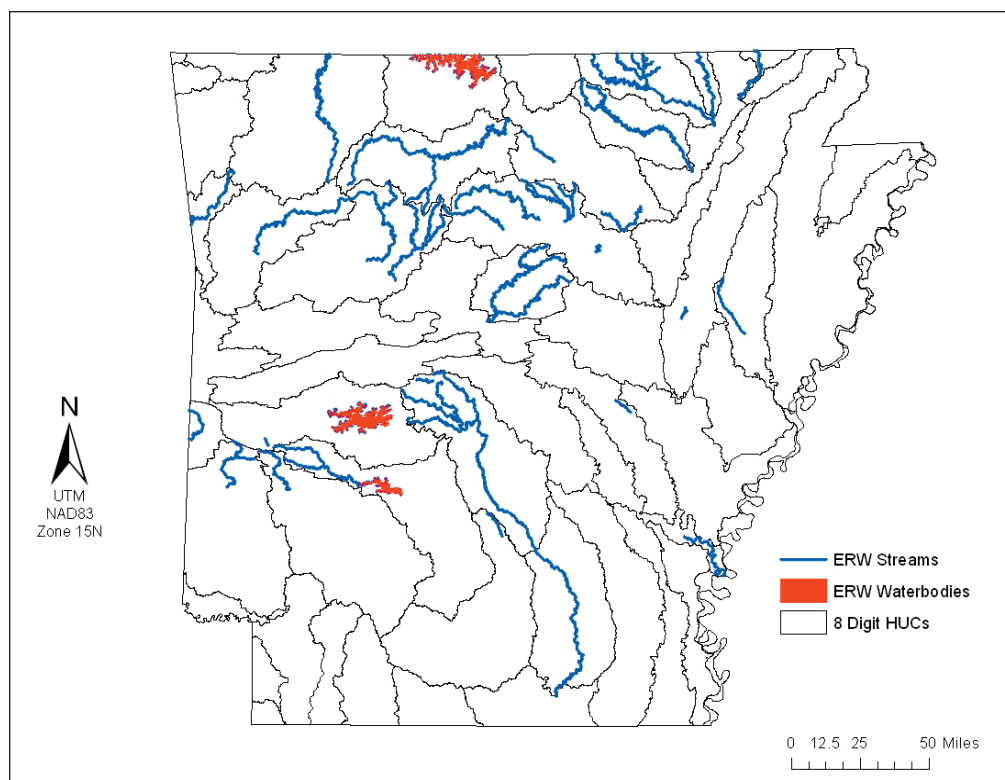 N
UTM
NAD83
Zone 15N
ERW Streams
ERW Waterbodies
8 Digit HUCs
0 12.5 25 50 Miles